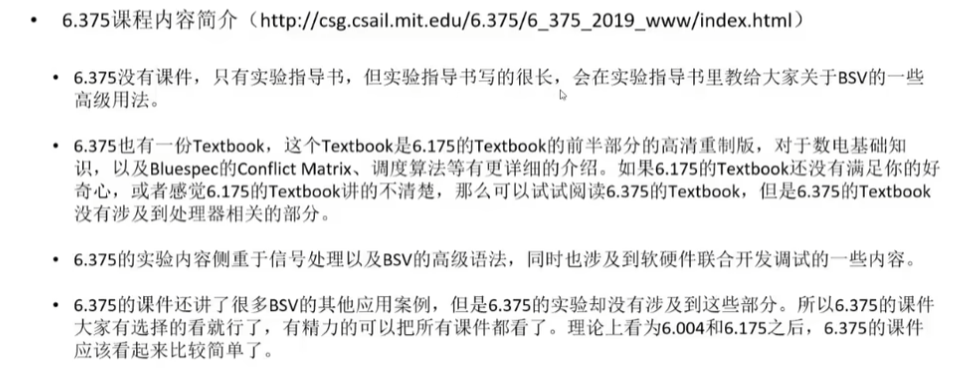 • 6.375课程内容简介（http://csg.csail.mit.edu/6.375/6_375_2019_www/index.html）
• 6.375没有课件，只有实验指导书，但实验指导书写的很长，会在实验指导书里教给大家关于BSV的一些
高级用法。
• 6.375也有一份Textbook，这个Textbook是6.175的Textbook的前半部分的高清重制版，对于数电基础知
识，以及Bluespec的Conflict Matrix、调度算法等有更详细的介绍。如果6.175的Textbook还没有满足你的好
奇心，或者感觉6.175的Textbook讲的不清楚，那么可以试试阅读6.375的Textbook，但是6.375的Textbook
没有涉及到处理器相关的部分。
• 6.375的实验内容侧重于信号处理以及BSV的高级语法，同时也涉及到软硬件联合开发调试的一些内容。
• 6.375的课件还讲了很多BSV的其他应用案例，但是6.375的实验却没有涉及到这些部分。所以6.375的课件
大家有选择的看就行了，有精力的可以把所有课件都看了。理论上看为6.004和6.175之后，6.375的课件
应该看起来比较简单了。